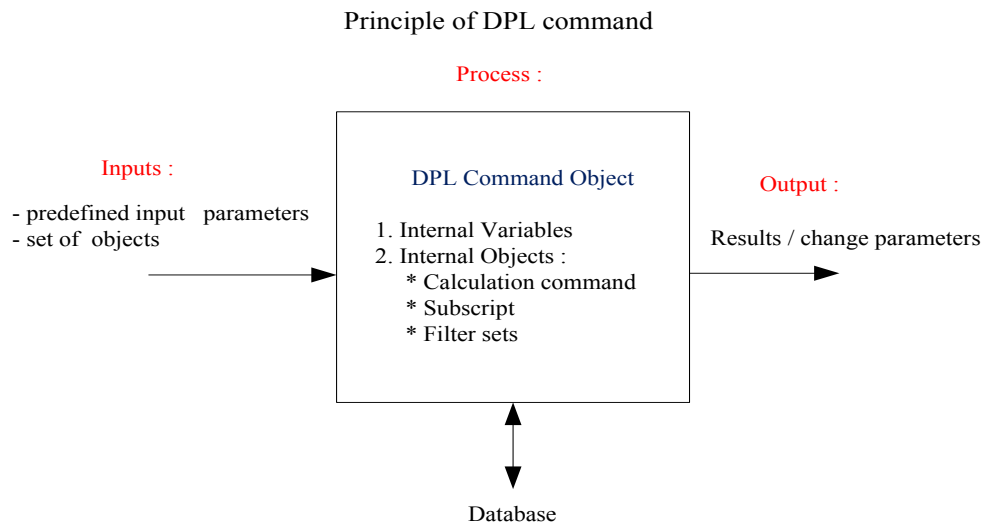 Principle of DPL command
Process :
Inputs :
- predefined input parameters
- set of objects
DPL Command Object
1. Internal Variables
2. Internal Objects :
* Calculation command
* Subscript
* Filter sets
Output :
Results / change parameters
Database